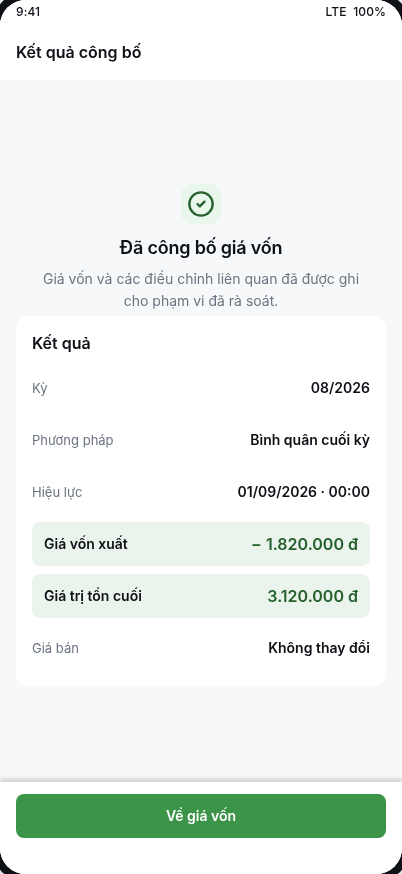 9:41 LTE 100%
Kết quả công bố
Đã công bố giá vốn
Giá vốn và các điều chỉnh liên quan đã được ghi
cho phạm vi đã rà soát.
Kết quả
Kỳ 08/2026
Phương pháp Bình quân cuối kỳ
Hiệu lực 01/09/2026 · 00:00
Giá vốn xuất − 1.820.000 đ
Giá trị tồn cuối 3.120.000 đ
Giá bán Không thay đổi
Về giá vốn